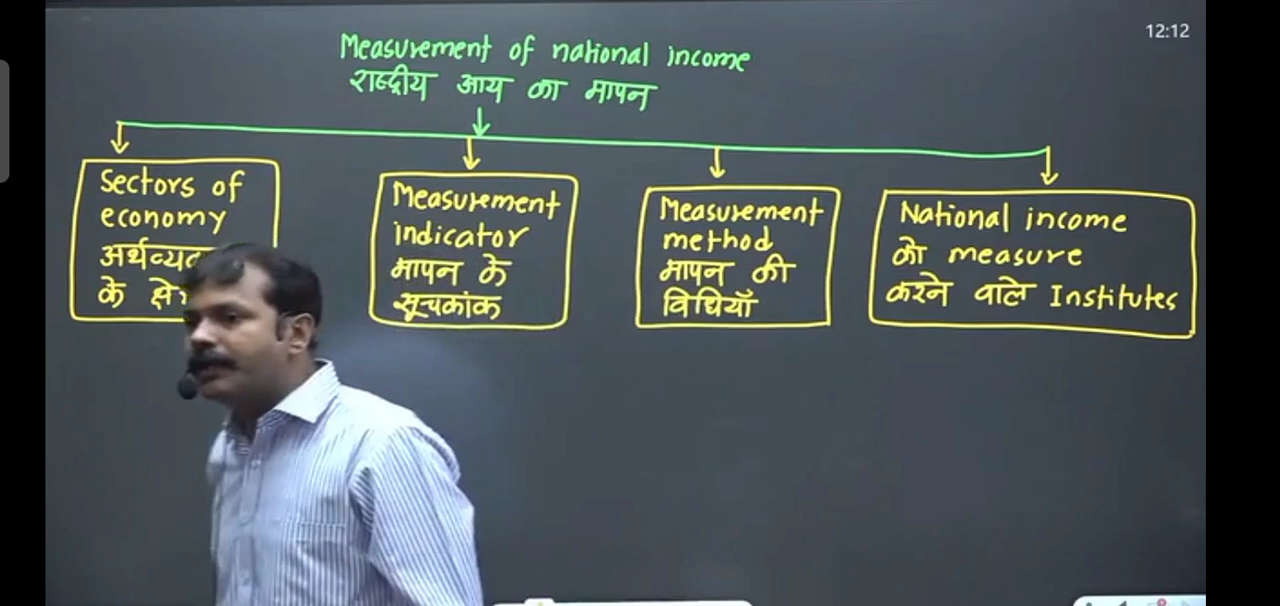 12:12
Measurement of national income
राष्ट्रीय आय का मापन
Sectors of
economy
के
Measurement
indicator
मापन के
सूचकांक
Measurement
method
मापन की
विधियाँ
National income
को measure
करने वाले Institutes